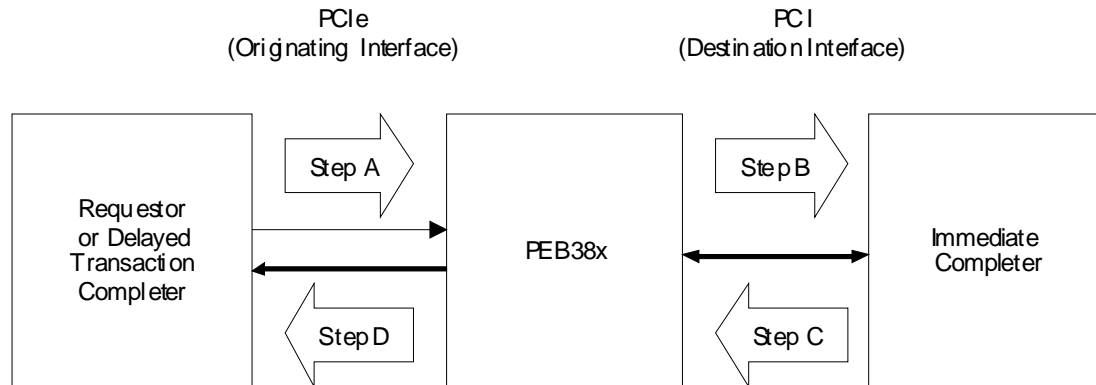 PCIe
(Originating Interface)
PCI
(Destination Interface)
Step A
Step B
Requestor
or Delayed
Transaction
Completer
PEB38x
Immediate
Completer
Step D
Step C